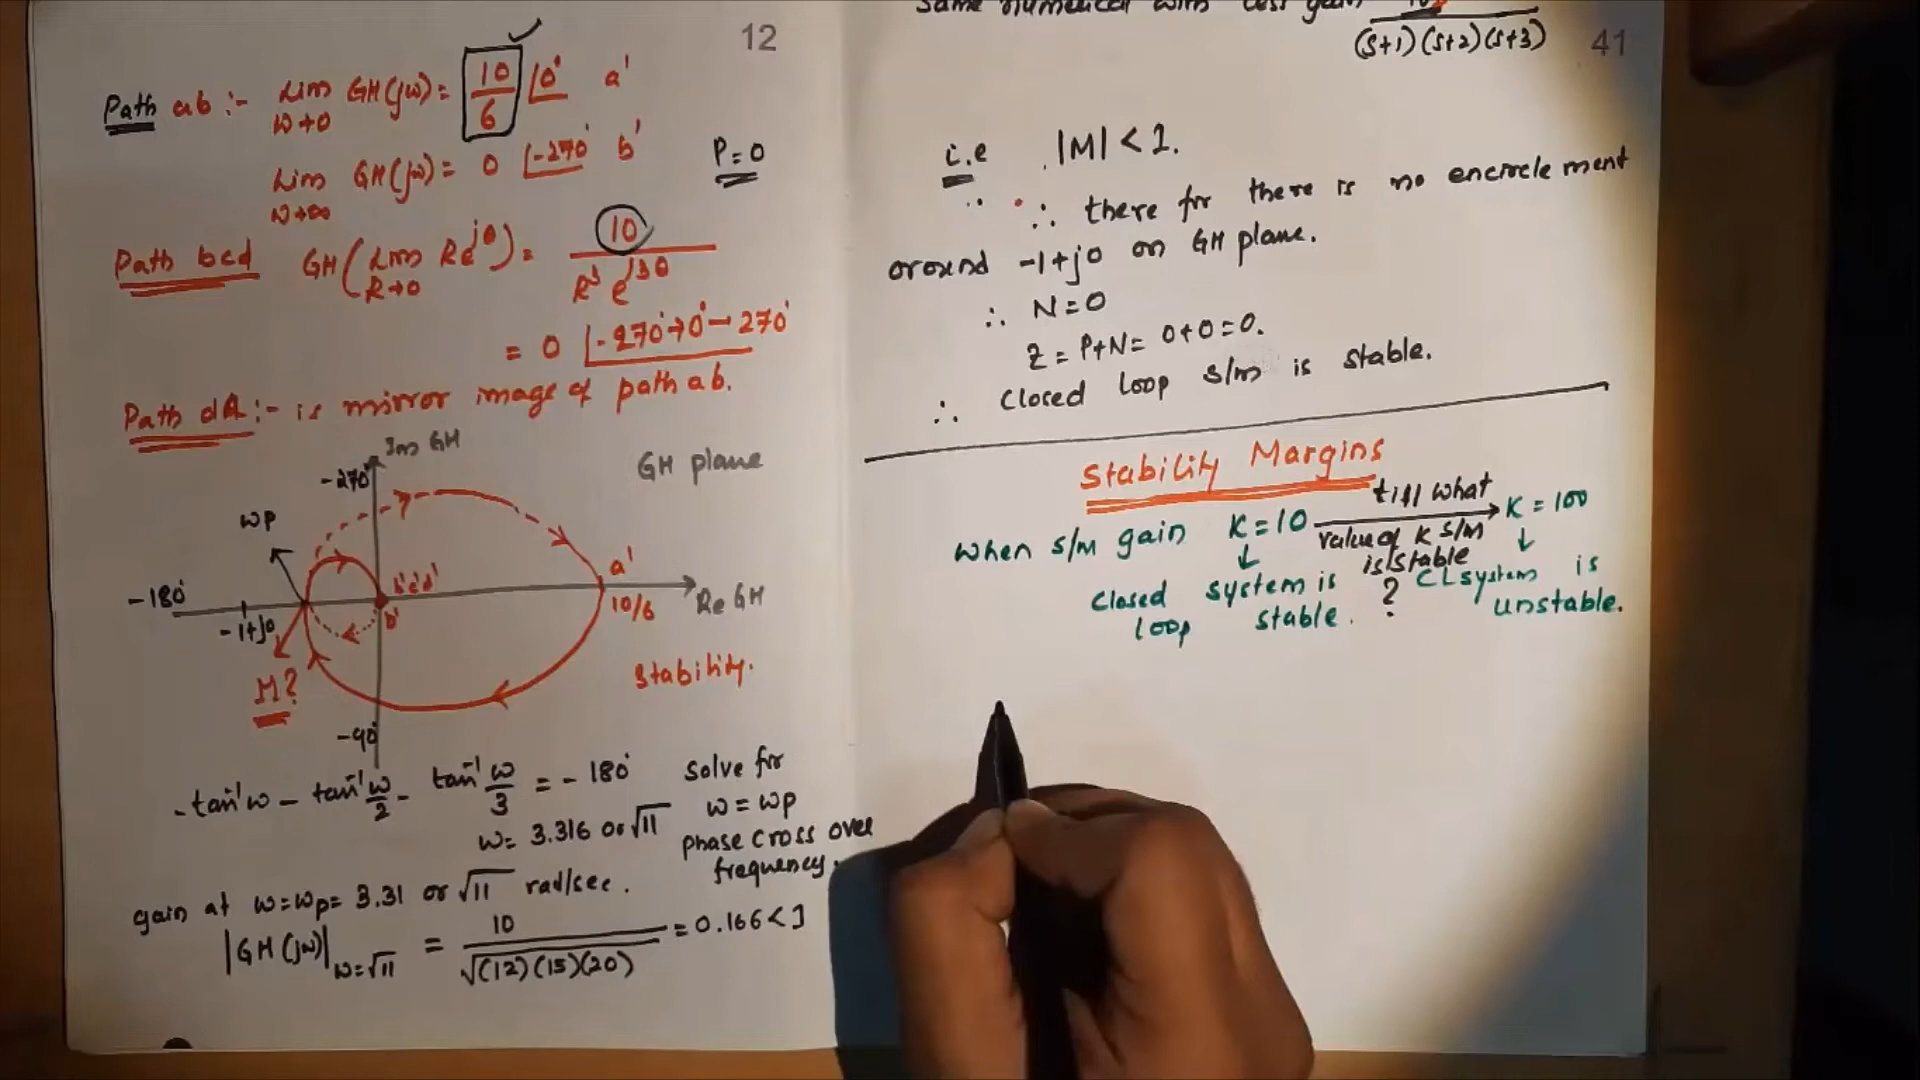 12
Path ab :- Lim GH(jω) = 10/6 ∠0° a'
ω→0
Lim GH(jω) = 0 ∠-270° b'
ω→∞
P = 0
Path bcd GH(Lim Re^jθ) = 10/R³ e^j3θ
R→0
= 0 ∠-270°→0°→270°
Path da :- is mirror image of path ab.
Im GH
GH plane
-270°
ωp
a'
b'c'd'
-180°
-1+j0
b'
10/6
Re GH
M?
Stability.
-90°
-tan⁻¹ω - tan⁻¹ω/2 - tan⁻¹ω/3 = -180° solve for
ω = ωp
ω = 3.316 or √11 phase cross over
frequency.
gain at ω=ωp= 3.31 or √11 rad/sec.
|GH(jω)|ω=√11 = 10/√(12)(15)(20) = 0.166 < 1
Same numerical with less gain
(s+1)(s+2)(s+3)
41
i.e |M| < 1.
∴ there for there is no encirclement
around -1+j0 on GH plane.
∴ N = 0
Z = P+N = 0+0 = 0.
∴ Closed loop s/m is stable.
Stability Margins
when s/m gain K = 10 till what value of K s/m is stable ? K = 100
↓ ↓
Closed loop system is stable.
CL system is unstable.